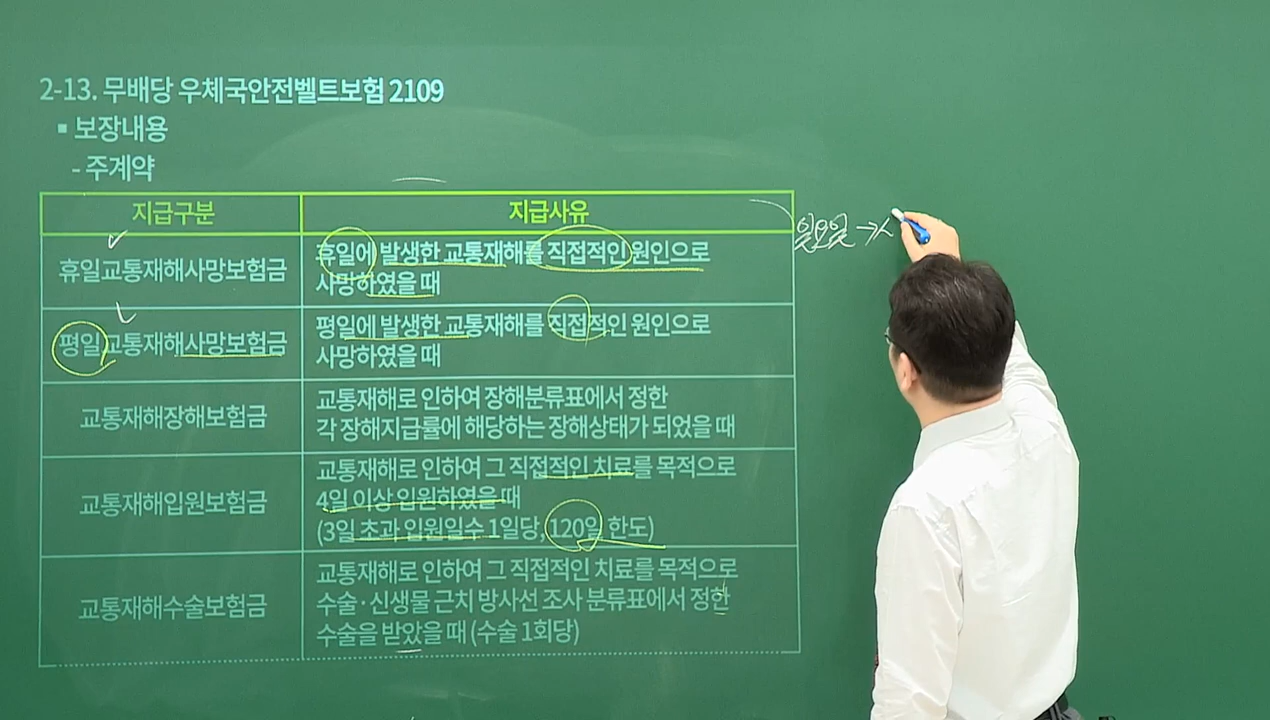 2-13. 무배당 우체국안전벨트보험 2109
▪ 보장내용
- 주계약
지급구분 지급사유
휴일교통재해사망보험금
휴일에 발생한 교통재해를 직접적인 원인으로
사망하였을 때
평일교통재해사망보험금
평일에 발생한 교통재해를 직접적인 원인으로
사망하였을 때
교통재해장해보험금
교통재해로 인하여 장해분류표에서 정한
각 장해지급률에 해당하는 장해상태가 되었을 때
교통재해입원보험금
교통재해로 인하여 그 직접적인 치료를 목적으로
4일 이상 입원하였을 때
(3일 초과 입원일수 1일당, 120일 한도)
교통재해수술보험금
교통재해로 인하여 그 직접적인 치료를 목적으로
수술·신생물 근치 방사선 조사 분류표에서 정한
수술을 받았을 때 (수술 1회당)
일요일 →